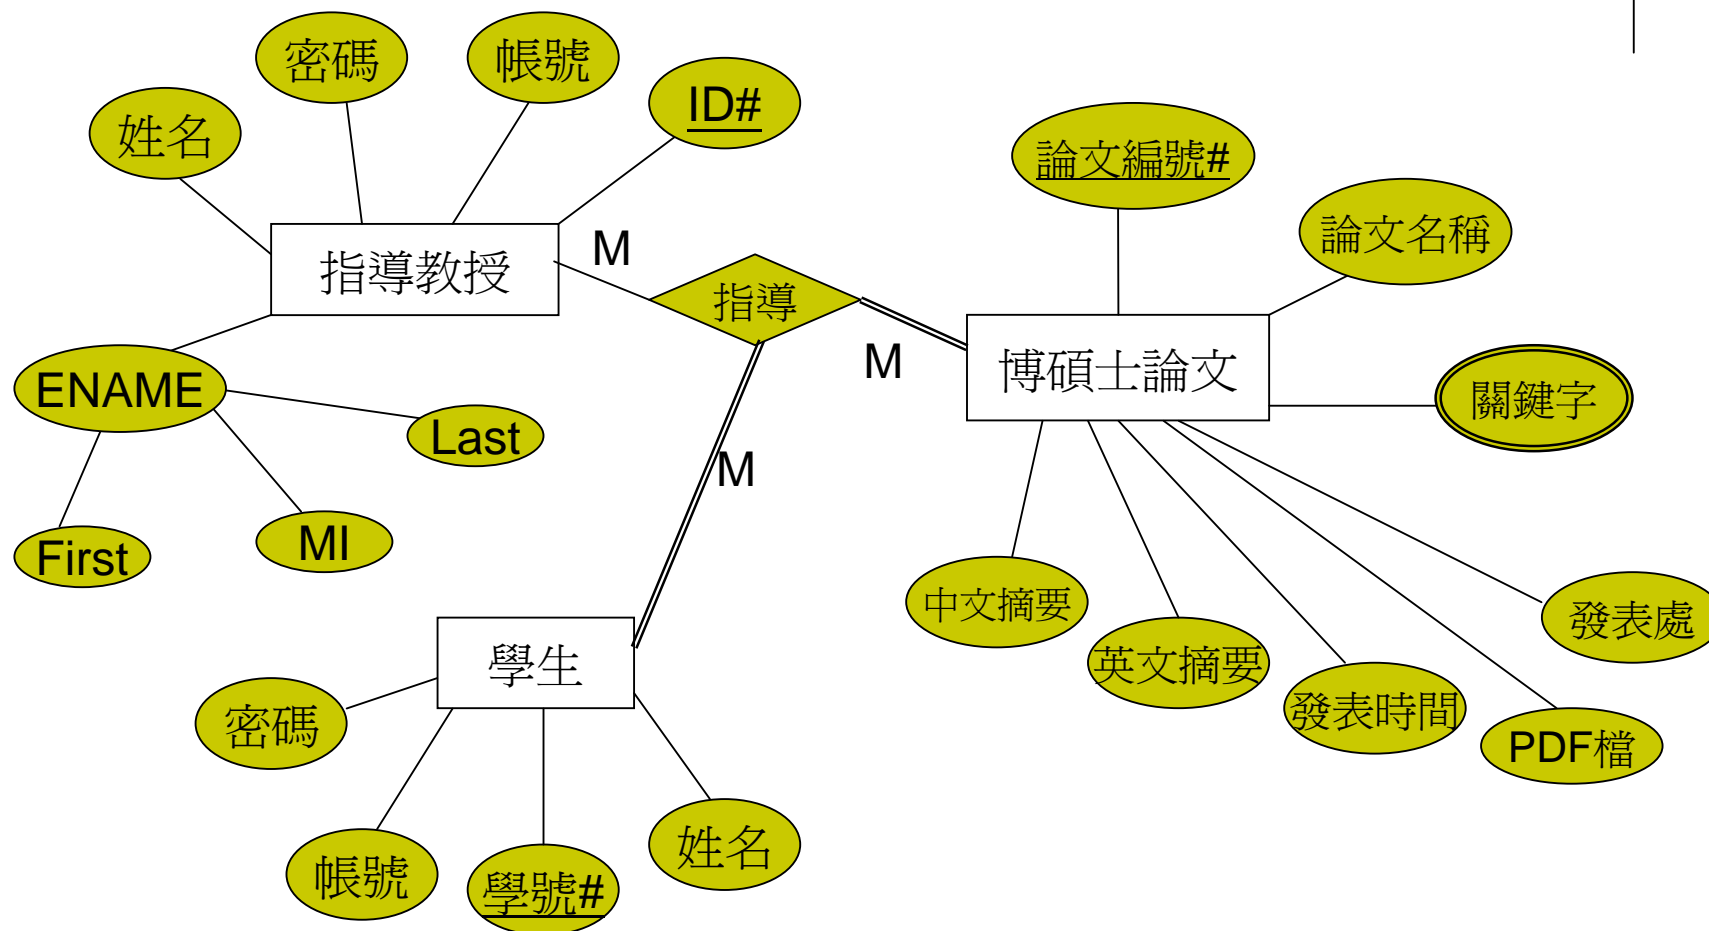 密碼
帳號
ID#
姓名
論文編號#
論文名稱
指導教授
M
指導
M
博碩士論文
關鍵字
ENAME
Last
M
First
MI
中文摘要
英文摘要
發表時間
PDF檔
發表處
學生
密碼
帳號
學號#
姓名